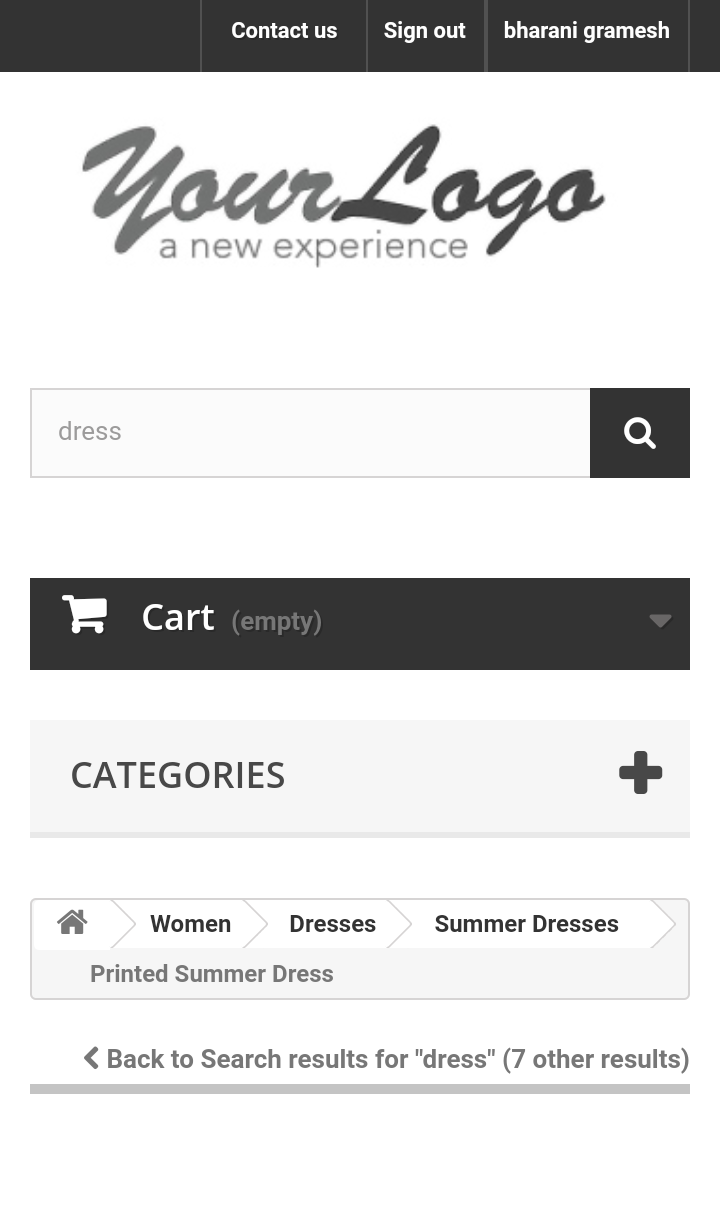 Contact us Sign out bharani gramesh
YourLogo
a new experience
dress
Cart (empty)
CATEGORIES
Women Dresses Summer Dresses
Printed Summer Dress
Back to Search results for "dress" (7 other results)